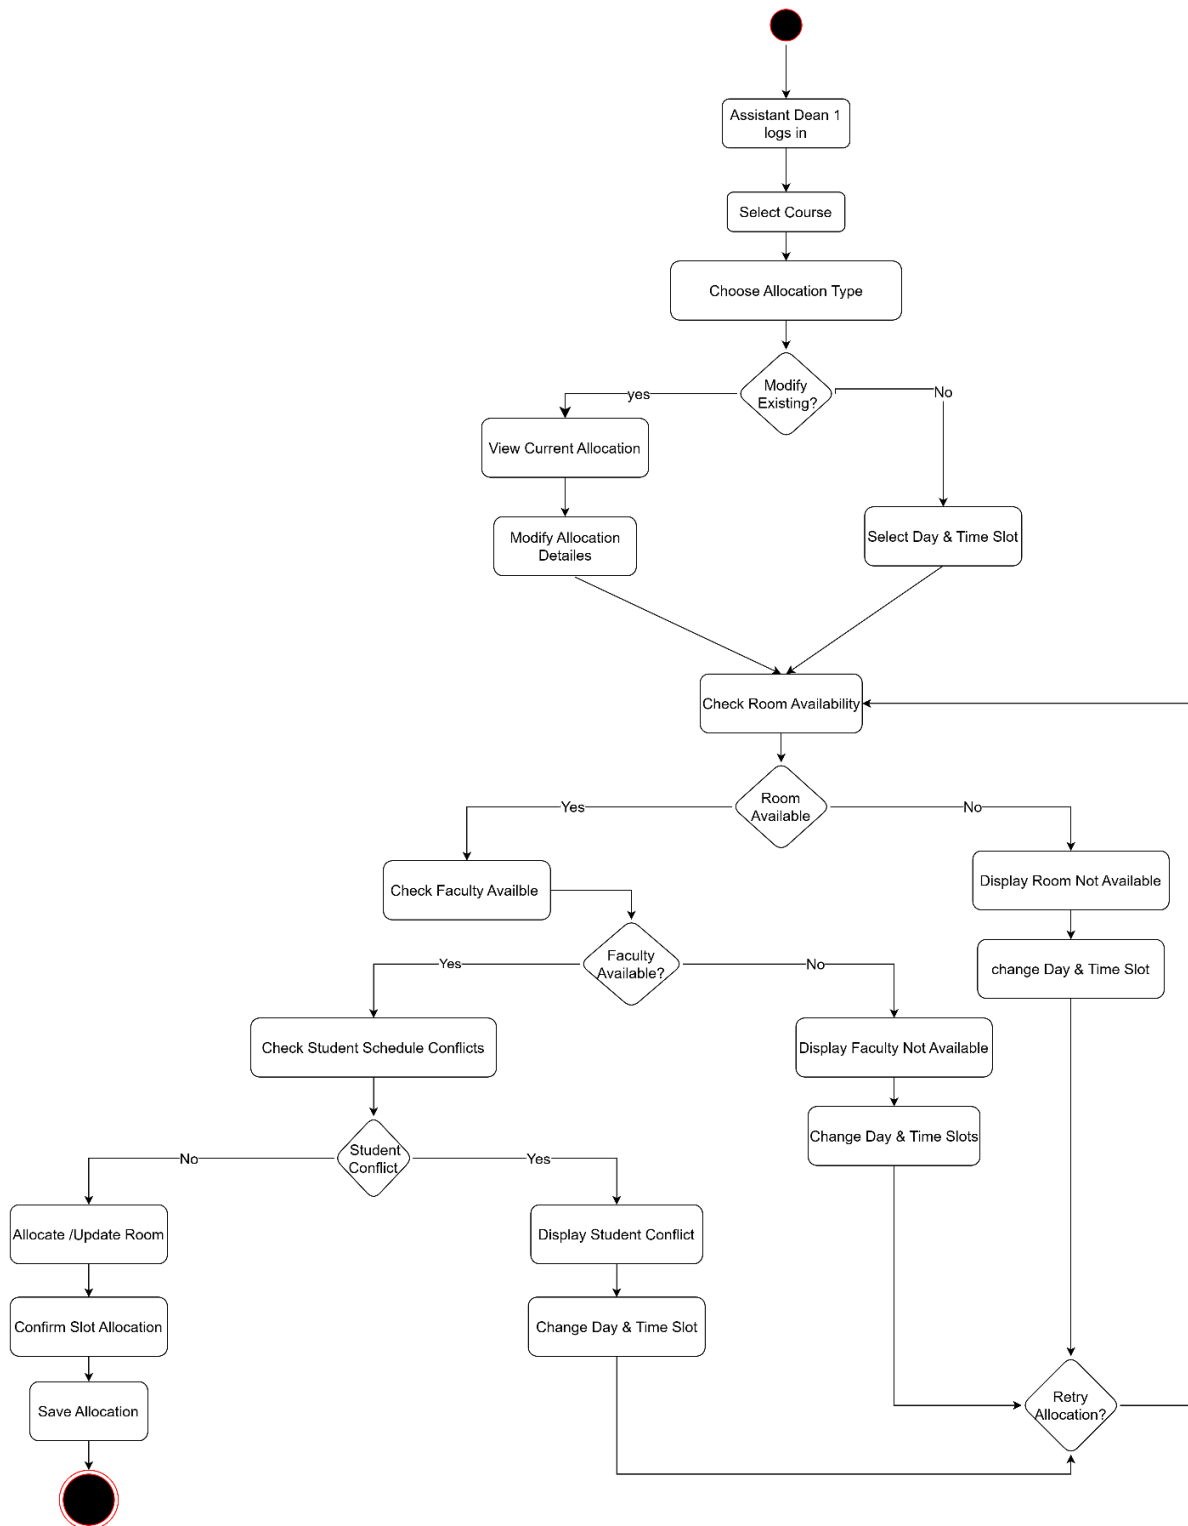 Assistant Dean 1
logs in
Select Course
Choose Allocation Type
Modify
Existing?
yes
No
View Current Allocation
Modify Allocation
Detailes
Select Day & Time Slot
Check Room Availability
Room
Available
Yes
No
Check Faculty Availble
Display Room Not Available
Faculty
Available?
change Day & Time Slot
Yes
No
Check Student Schedule Conflicts
Display Faculty Not Available
Change Day & Time Slots
Student
Conflict
No
Yes
Allocate /Update Room
Display Student Conflict
Confirm Slot Allocation
Change Day & Time Slot
Save Allocation
Retry
Allocation?